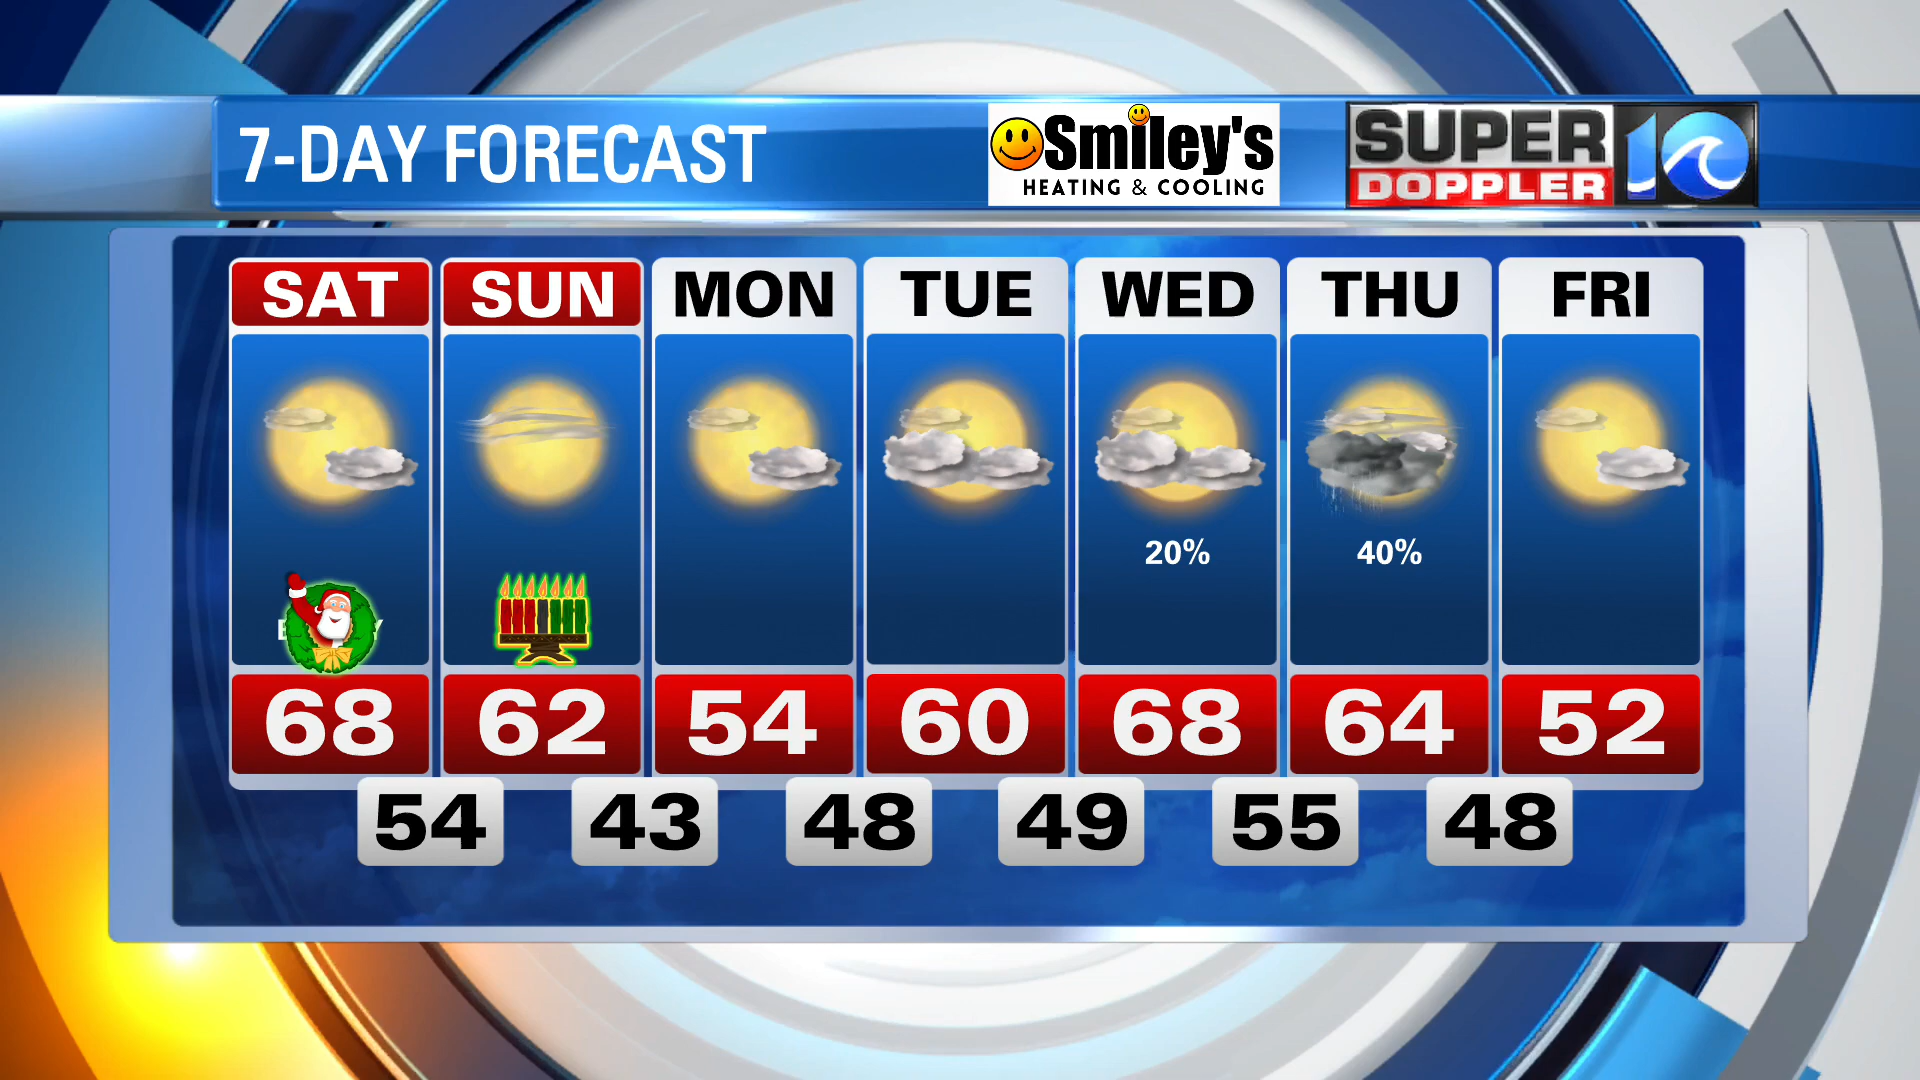 7-DAY FORECAST
Smiley's
HEATING & COOLING
SUPER
DOPPLER
10
SAT SUN MON TUE WED THU FRI
20% 40%
68 62 54 60 68 64 52
54 43 48 49 55 48